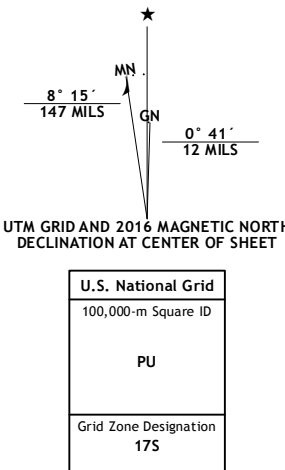 ★
MN
GN
8° 15´
147 MILS
0° 41´
12 MILS
UTM GRID AND 2016 MAGNETIC NORTH
DECLINATION AT CENTER OF SHEET
U.S. National Grid
100,000-m Square ID
PU
Grid Zone Designation
17S